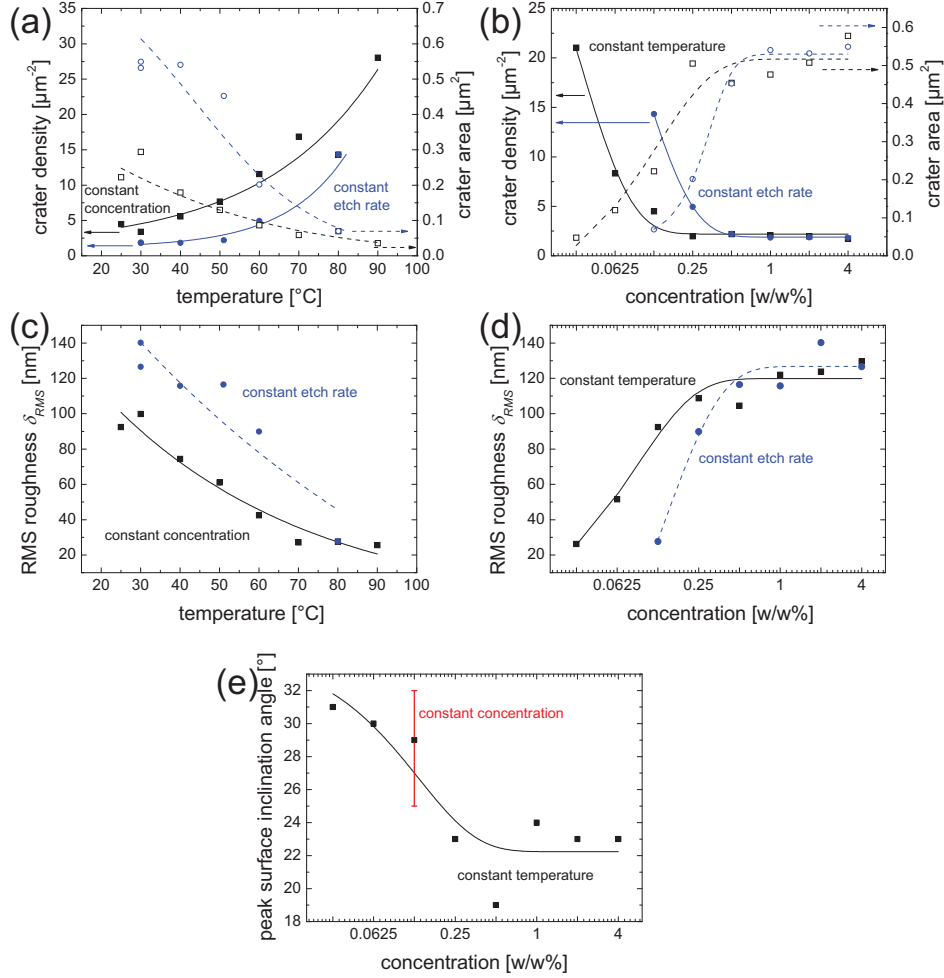 (a)
35
30
25
20
15
10
5
0
crater density [µm⁻²]
0.7
0.6
0.5
0.4
0.3
0.2
0.1
0.0
crater area [µm²]
constant
concentration
constant
etch rate
20 30 40 50 60 70 80 90 100
temperature [°C]
(b)
25
20
15
10
5
0
crater density [µm⁻²]
0.6
0.5
0.4
0.3
0.2
0.1
0.0
crater area [µm²]
constant temperature
constant etch rate
0.0625 0.25 1 4
concentration [w/w%]
(c)
140
120
100
80
60
40
20
RMS roughness δRMS [nm]
constant etch rate
constant concentration
20 30 40 50 60 70 80 90 100
temperature [°C]
(d)
140
120
100
80
60
40
20
RMS roughness δRMS [nm]
constant temperature
constant etch rate
0.0625 0.25 1 4
concentration [w/w%]
(e)
32
30
28
26
24
22
20
18
peak surface inclination angle [°]
constant concentration
constant temperature
0.0625 0.25 1 4
concentration [w/w%]